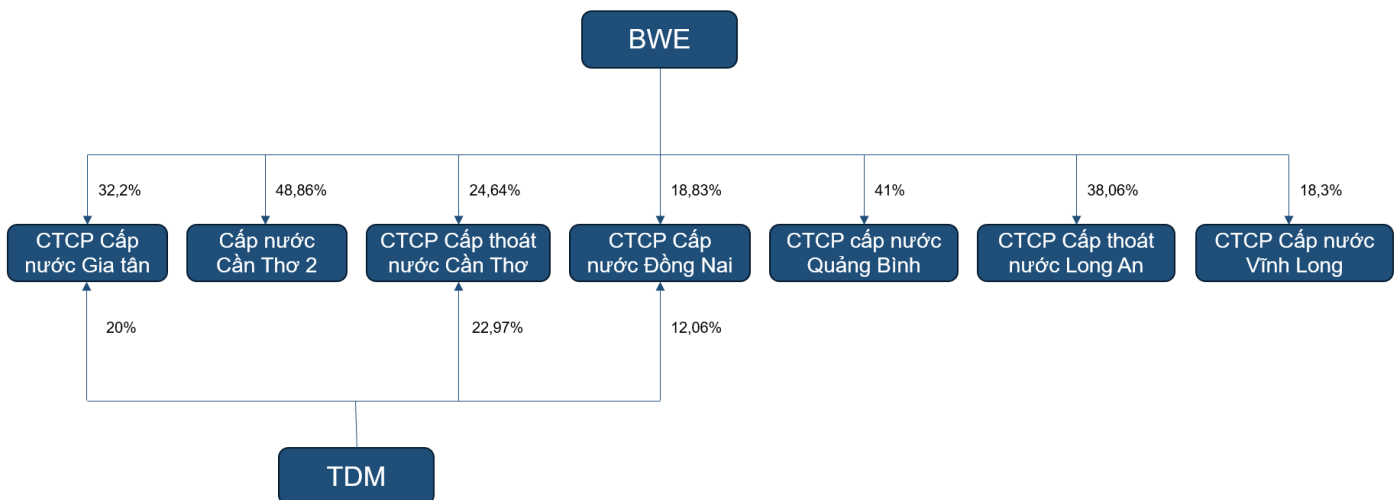 BWE
32,2%
48,86%
24,64%
18,83%
41%
38,06%
18,3%
CTCP Cấp
nước Gia tân
Cấp nước
Cần Thơ 2
CTCP Cấp thoát
nước Cần Thơ
CTCP Cấp
nước Đồng Nai
CTCP cấp nước
Quảng Bình
CTCP Cấp thoát
nước Long An
CTCP Cấp nước
Vĩnh Long
20%
22,97%
12,06%
TDM